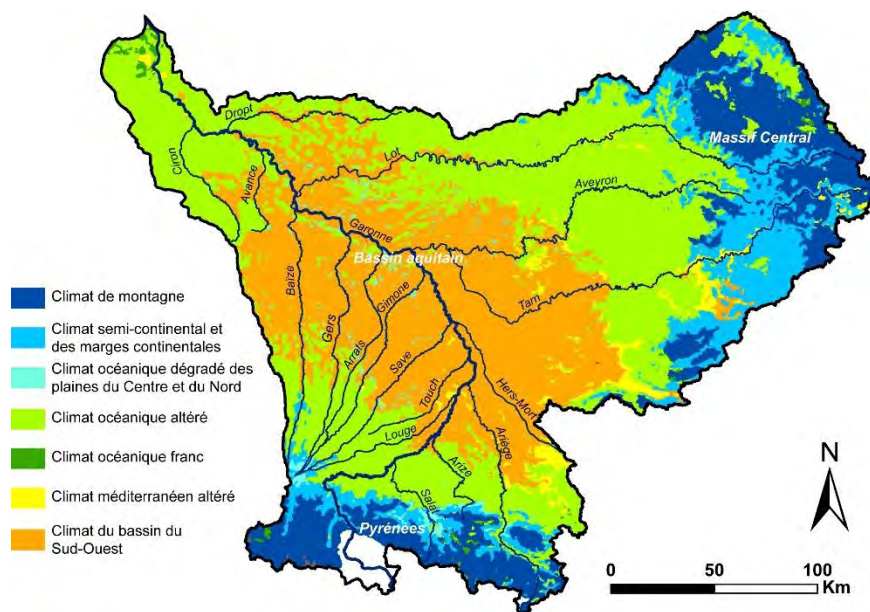 Dropt
Ciron
Avance
Lot
Massif Central
Aveyron
Garonne
Bassin aquitain
Baïze
Gers
Arrats
Gimone
Save
Tarn
Touch
Hers-Mort
Louge
Ariège
Arize
Salat
Pyrénées
Climat de montagne
Climat semi-continental et
des marges continentales
Climat océanique dégradé des
plaines du Centre et du Nord
Climat océanique altéré
Climat océanique franc
Climat méditerranéen altéré
Climat du bassin du
Sud-Ouest
N
0 50 100
Km